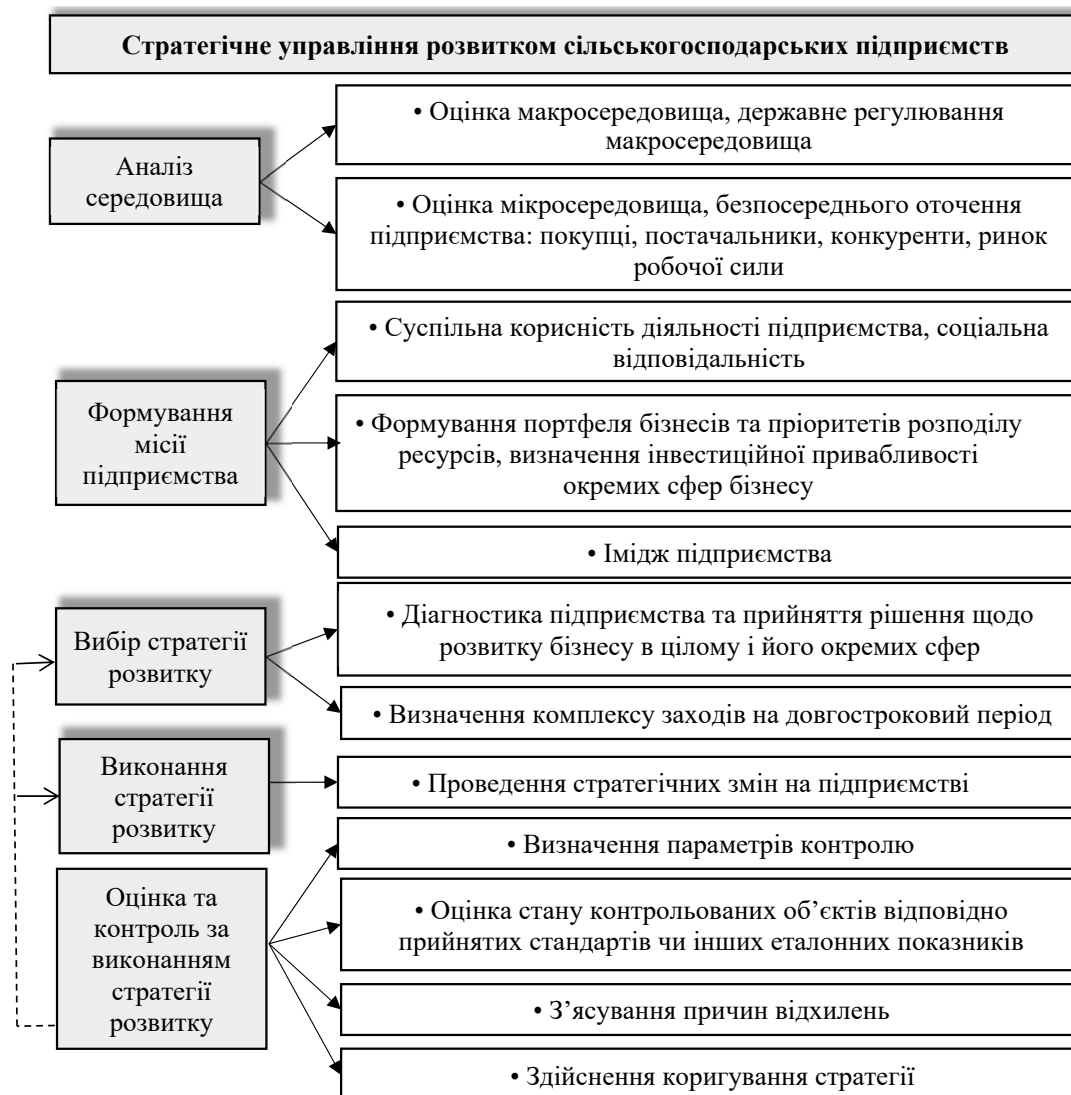 Стратегічне управління розвитком сільськогосподарських підприємств
Аналіз
середовища
• Оцінка макросередовища, державне регулювання
макросередовища
• Оцінка мікросередовища, безпосереднього оточення
підприємства: покупці, постачальники, конкуренти, ринок
робочої сили
Формування
місії
підприємства
• Суспільна корисність діяльності підприємства, соціальна
відповідальність
• Формування портфеля бізнесів та пріоритетів розподілу
ресурсів, визначення інвестиційної привабливості
окремих сфер бізнесу
• Імідж підприємства
Вибір стратегії
розвитку
• Діагностика підприємства та прийняття рішення щодо
розвитку бізнесу в цілому і його окремих сфер
• Визначення комплексу заходів на довгостроковий період
Виконання
стратегії
розвитку
• Проведення стратегічних змін на підприємстві
Оцінка та
контроль за
виконанням
стратегії
розвитку
• Визначення параметрів контролю
• Оцінка стану контрольованих об’єктів відповідно
прийнятих стандартів чи інших еталонних показників
• З’ясування причин відхилень
• Здійснення коригування стратегії